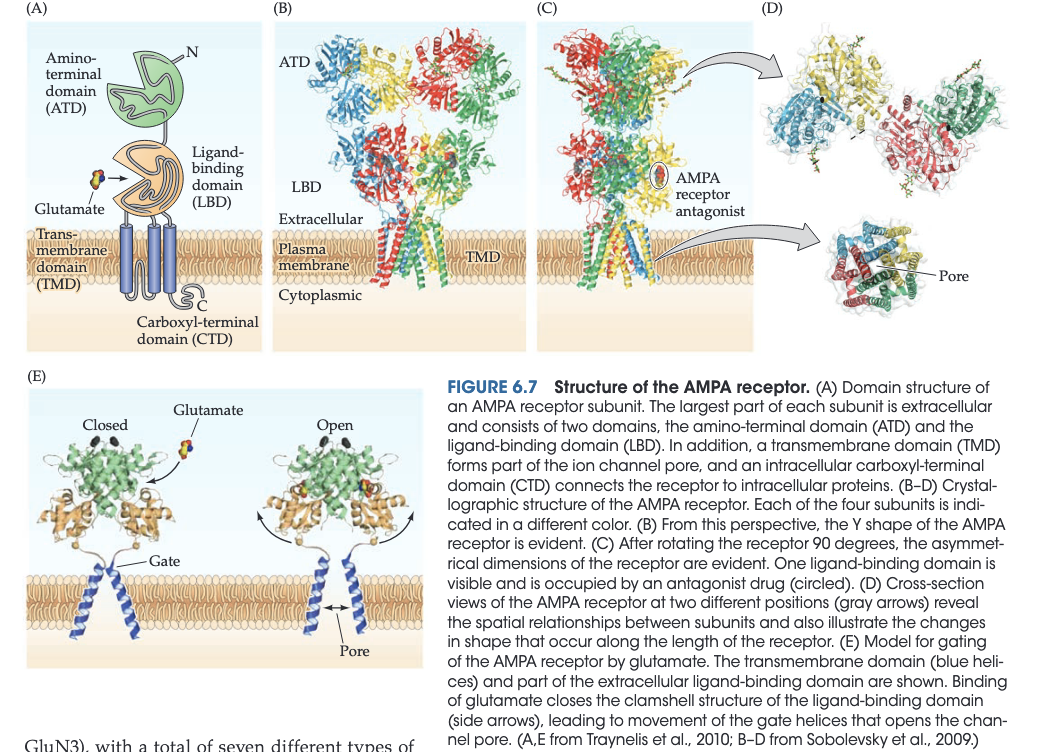 (A)
(B)
(C)
(D)
N
Amino-
terminal
domain
(ATD)
Ligand-
binding
domain
(LBD)
Glutamate
Trans-
membrane
domain
(TMD)
C
Carboxyl-terminal
domain (CTD)
ATD
LBD
Extracellular
Plasma
membrane
TMD
Cytoplasmic
AMPA
receptor
antagonist
Pore
(E)
Closed
Glutamate
Open
Gate
Pore
FIGURE 6.7 Structure of the AMPA receptor. (A) Domain structure of
an AMPA receptor subunit. The largest part of each subunit is extracellular
and consists of two domains, the amino-terminal domain (ATD) and the
ligand-binding domain (LBD). In addition, a transmembrane domain (TMD)
forms part of the ion channel pore, and an intracellular carboxyl-terminal
domain (CTD) connects the receptor to intracellular proteins. (B–D) Crystal-
lographic structure of the AMPA receptor. Each of the four subunits is indi-
cated in a different color. (B) From this perspective, the Y shape of the AMPA
receptor is evident. (C) After rotating the receptor 90 degrees, the asymmet-
rical dimensions of the receptor are evident. One ligand-binding domain is
visible and is occupied by an antagonist drug (circled). (D) Cross-section
views of the AMPA receptor at two different positions (gray arrows) reveal
the spatial relationships between subunits and also illustrate the changes
in shape that occur along the length of the receptor. (E) Model for gating
of the AMPA receptor by glutamate. The transmembrane domain (blue heli-
ces) and part of the extracellular ligand-binding domain are shown. Binding
of glutamate closes the clamshell structure of the ligand-binding domain
(side arrows), leading to movement of the gate helices that opens the chan-
nel pore. (A,E from Traynelis et al., 2010; B–D from Sobolevsky et al., 2009.)
GluN3), with a total of seven different types of